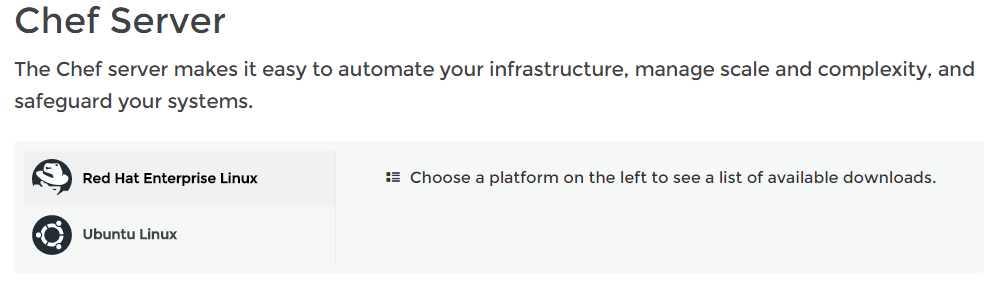 Chef Server
The Chef server makes it easy to automate your infrastructure, manage scale and complexity, and
safeguard your systems.
Red Hat Enterprise Linux
Choose a platform on the left to see a list of available downloads.
Ubuntu Linux